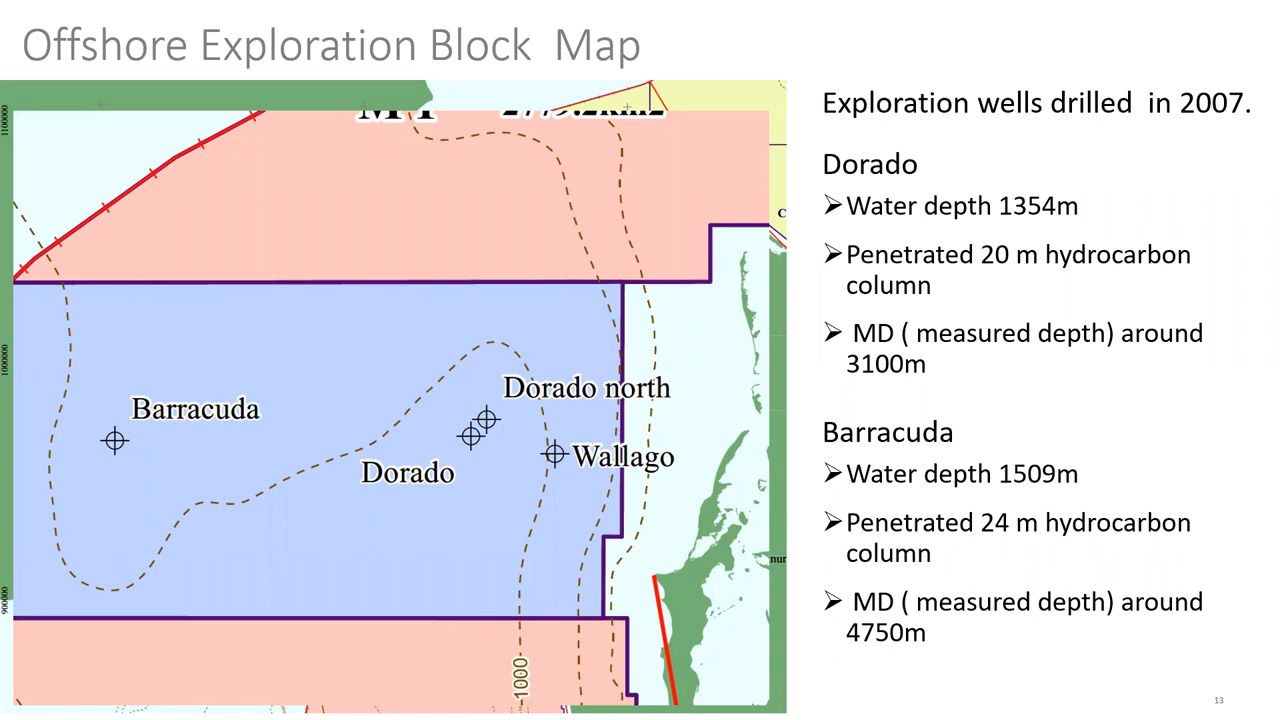 Offshore Exploration Block Map
Exploration wells drilled in 2007.
Dorado
Water depth 1354m
Penetrated 20 m hydrocarbon
column
MD ( measured depth) around
3100m
Barracuda
Water depth 1509m
Penetrated 24 m hydrocarbon
column
MD ( measured depth) around
4750m
1100000
1000000
900000
C
Barracuda
Dorado north
Dorado
Wallago
nur
1000
13